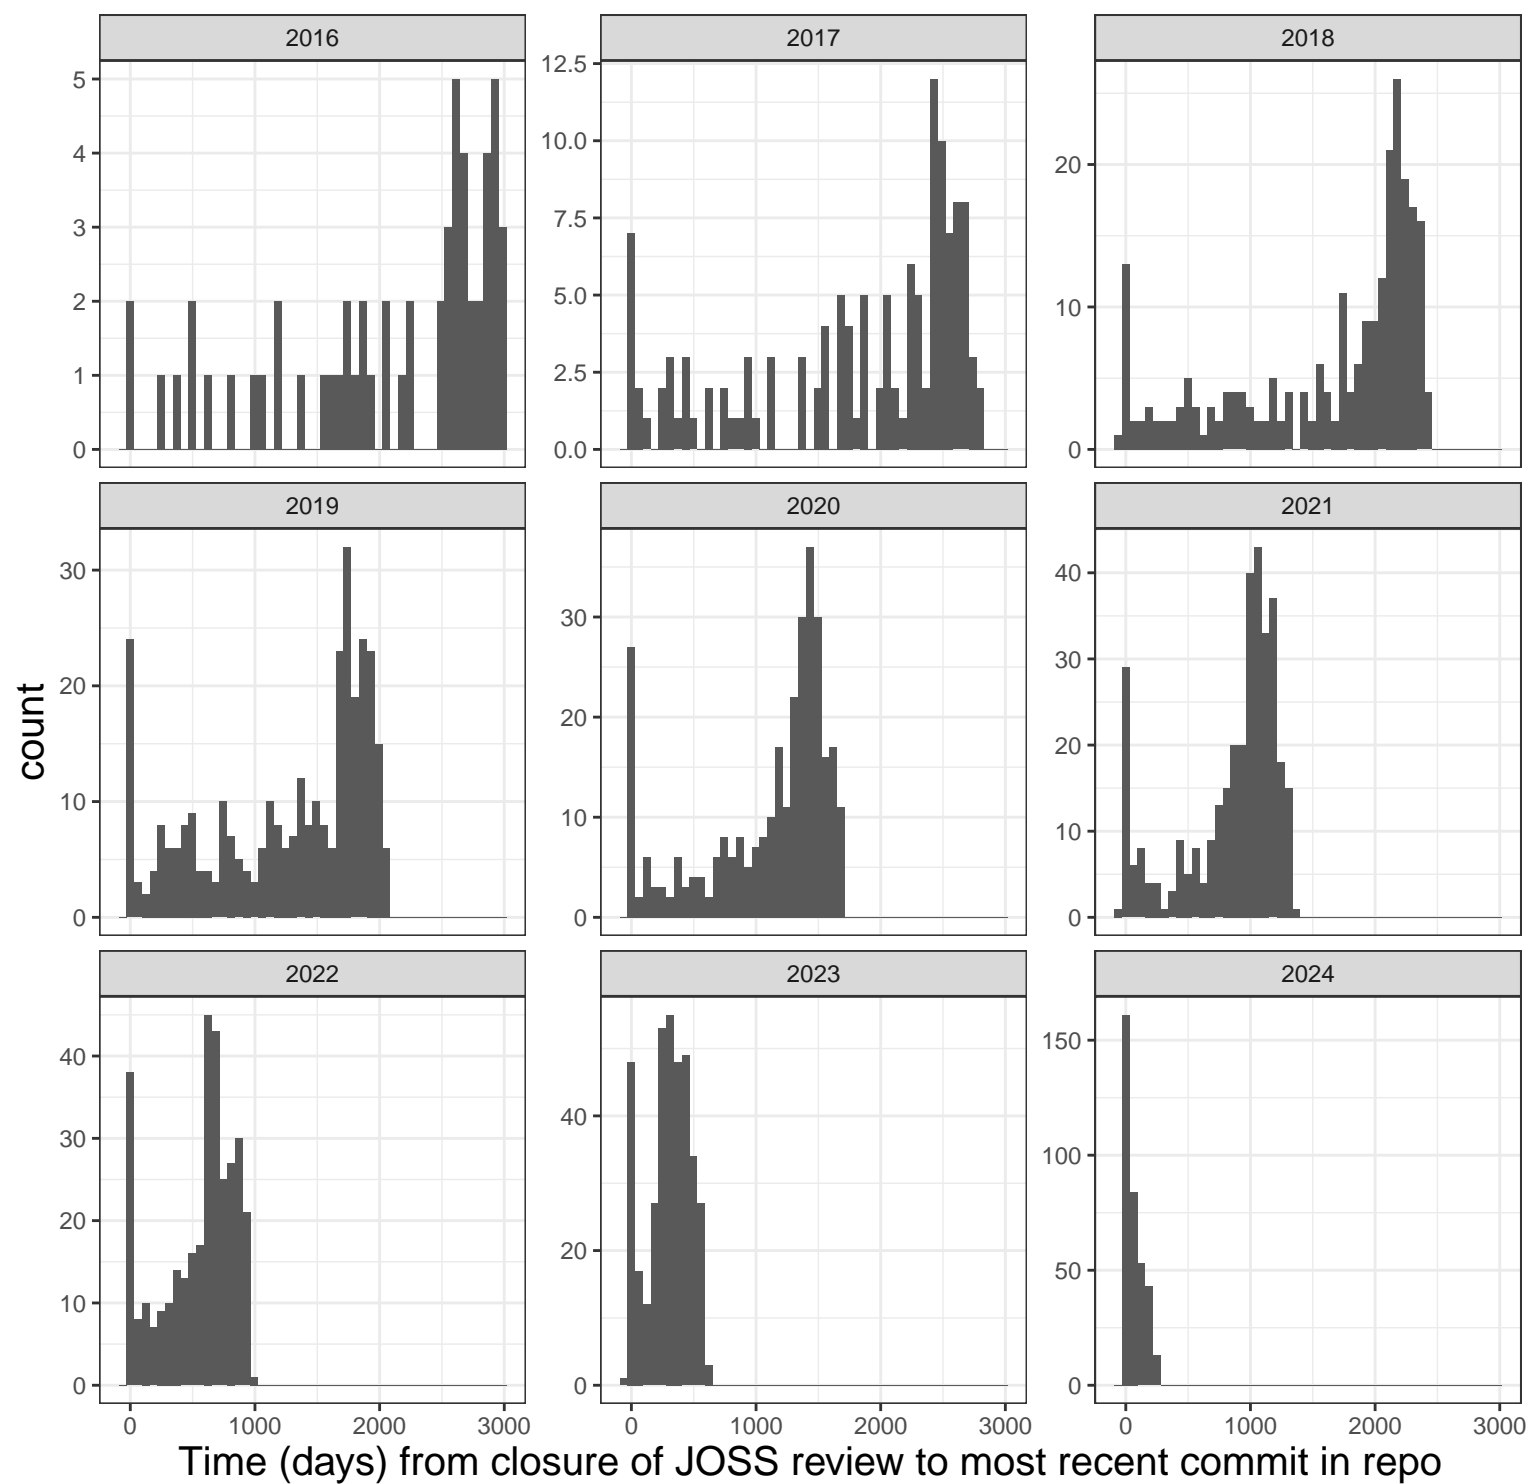 2016 2017 2018
5 4 3 2 1 0
12.5 10.0 7.5 5.0 2.5 0.0
20 10 0
2019 2020 2021
30 20 10 0
30 20 10 0
40 30 20 10 0
count
2022 2023 2024
40 30 20 10 0
40 20 0
150 100 50 0
0 1000 2000 3000 0 1000 2000 3000 0 1000 2000 3000
Time (days) from closure of JOSS review to most recent commit in repo